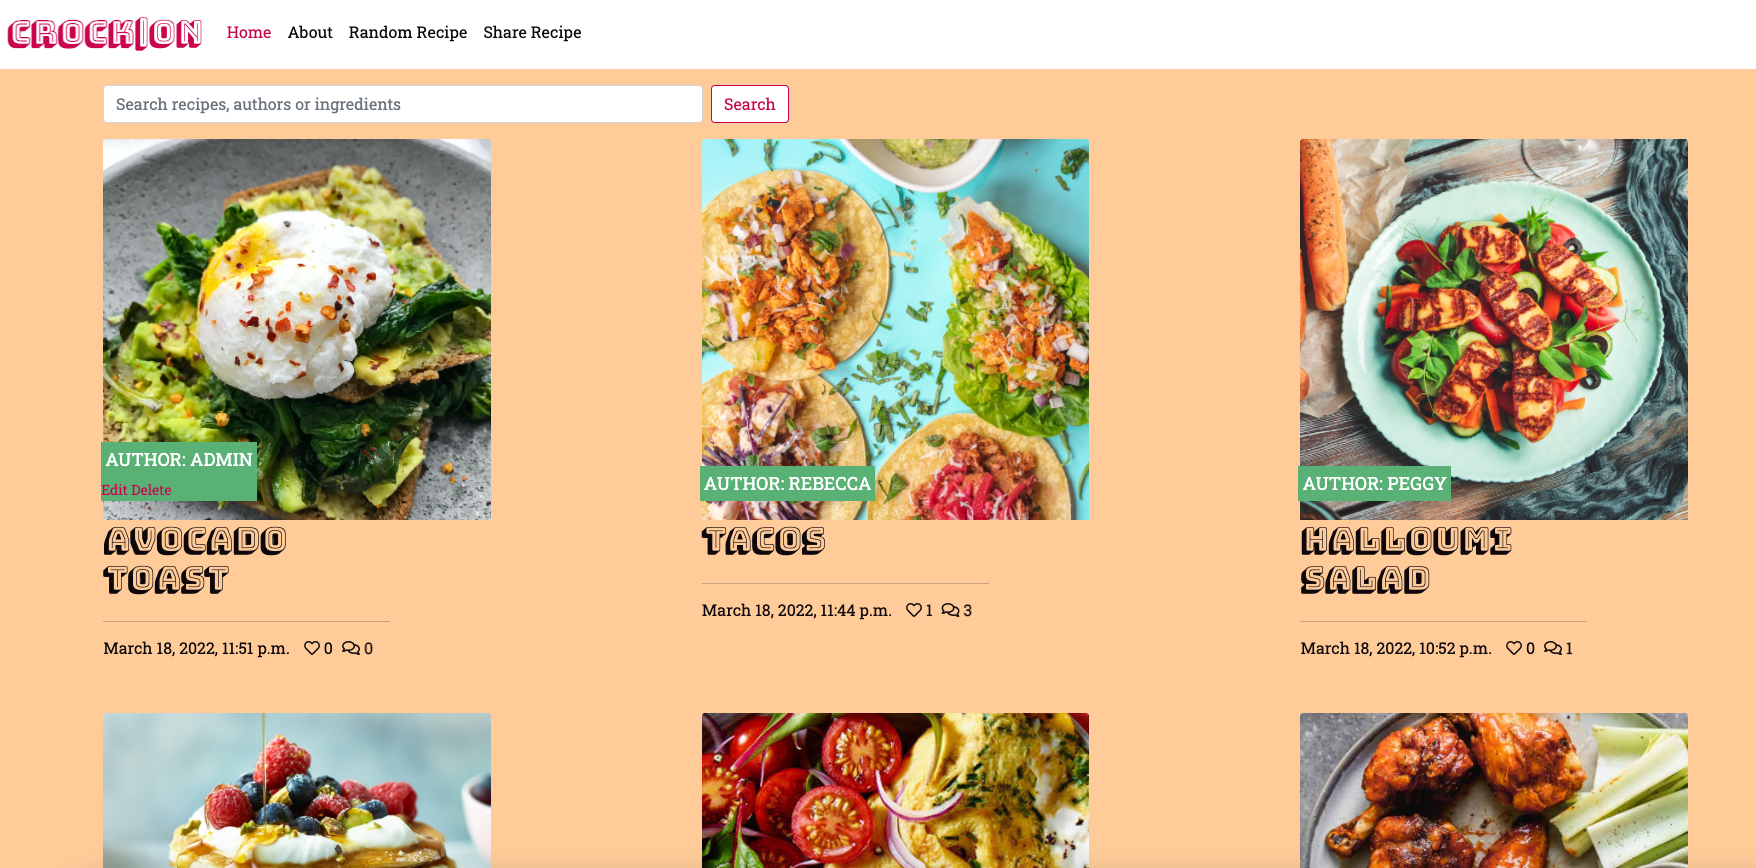 CROCK|ON Home About Random Recipe Share Recipe
Search recipes, authors or ingredients Search
AUTHOR: ADMIN
Edit Delete
AVOCADO
TOAST
March 18, 2022, 11:51 p.m. 0 0
AUTHOR: REBECCA
TACOS
March 18, 2022, 11:44 p.m. 1 3
AUTHOR: PEGGY
HALLOUMI
SALAD
March 18, 2022, 10:52 p.m. 0 1